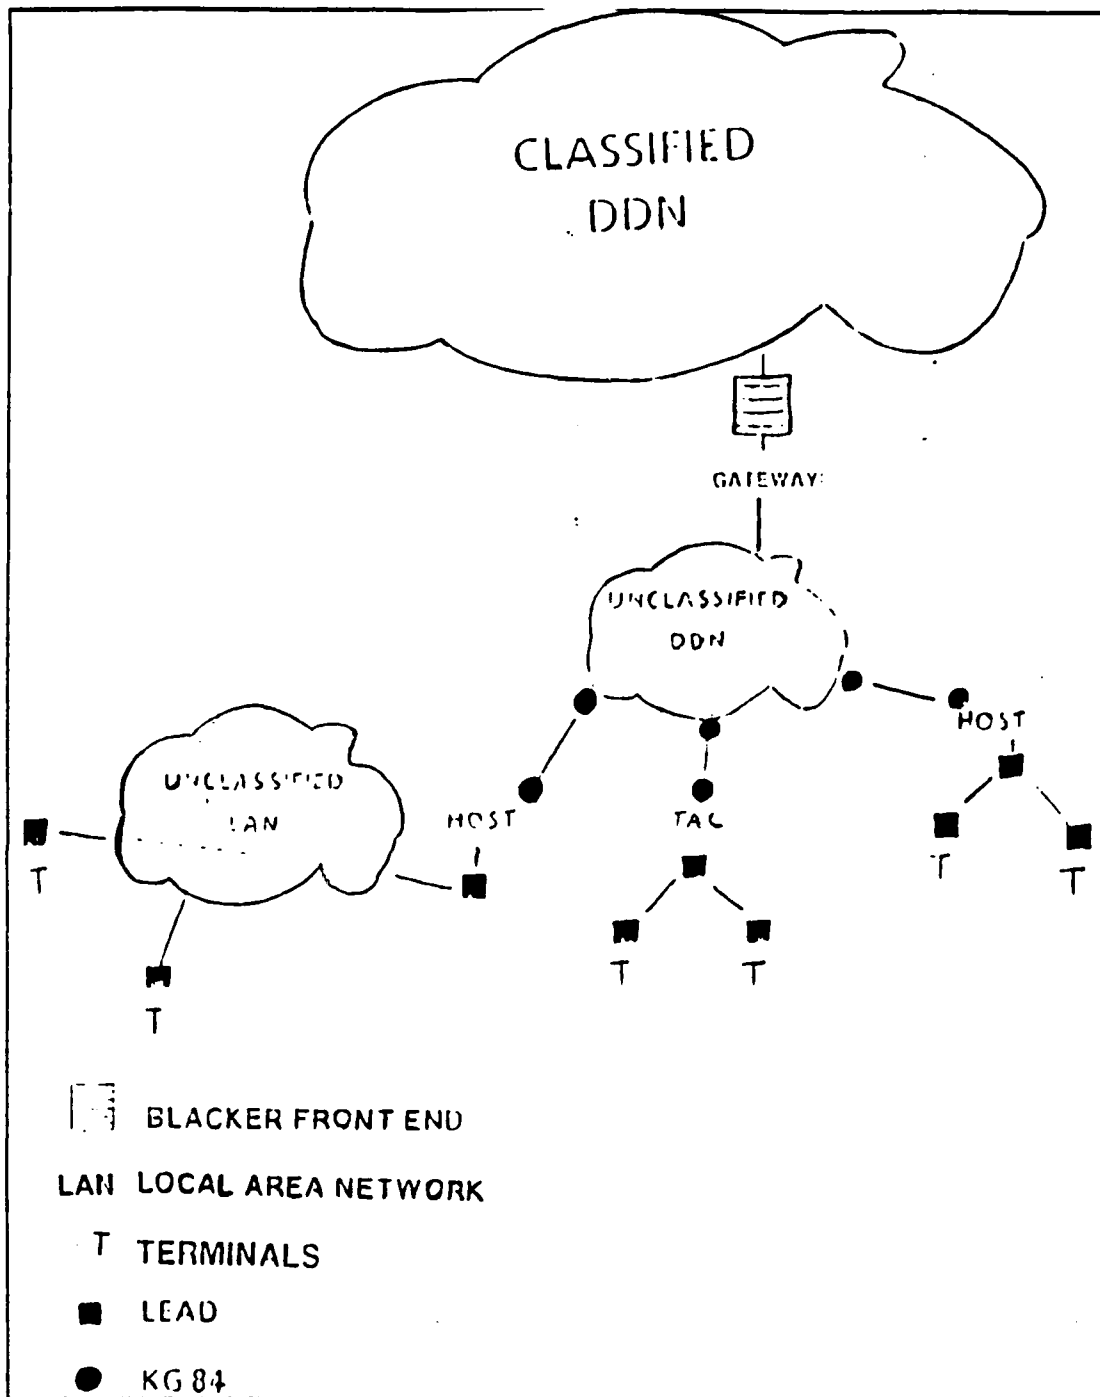 CLASSIFIED
DDN
GATEWAY
UNCLASSIFIED
DDN
HOST
UNCLASSIFIED
LAN
HOST
TAC
T
T
T
T
T
T
BLACKER FRONT END
LAN LOCAL AREA NETWORK
T TERMINALS
LEAD
KG 84